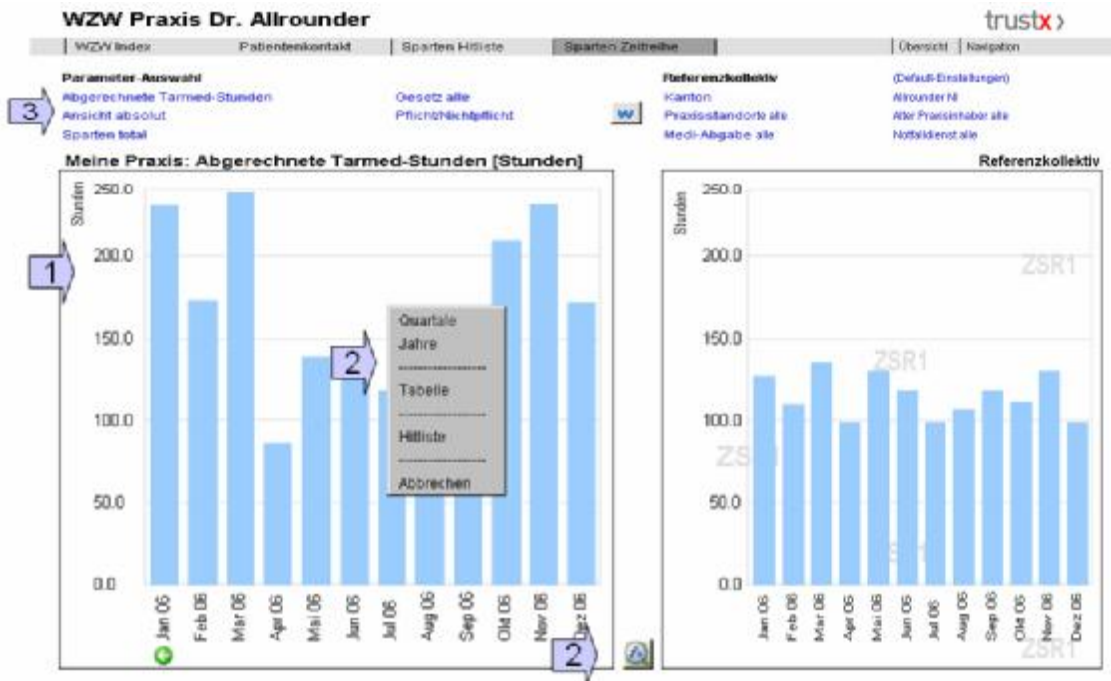 WZW Praxis Dr. Allrounder
trustx
WZW Index Patientenkontakt Sparten Hitliste Sparten Zeitreihe Übersicht Navigation
Parameter-Auswahl Referenzkollektiv (Default-Einstellungen)
3 Abgerechnete Tarmed-Stunden Gesetz alle Kanton Allrounder NI
Ansicht absolut Pflicht/Nichtpflicht w Praxisstandorte alle Alter Praxisinhaber alle
Sparten total Medi-Abgabe alle Notfalldienst alle
Meine Praxis: Abgerechnete Tarmed-Stunden [Stunden]
Referenzkollektiv
Stunden
250.0
200.0
150.0
100.0
50.0
0.0
1
2
Quartale
Jahre
Tabelle
Hitliste
Abbrechen
Jan 06 Feb 06 Mar 06 Apr 06 Mai 06 Jun 06 Jul 06 Aug 06 Sep 06 Okt 06 Nov 06 Dez 06
2
Stunden
250.0
200.0
150.0
100.0
50.0
0.0
ZSR1
ZSR1
ZSR1
Jan 06 Feb 06 Mar 06 Apr 06 Mai 06 Jun 06 Jul 06 Aug 06 Sep 06 Okt 06 Nov 06 Dez 06